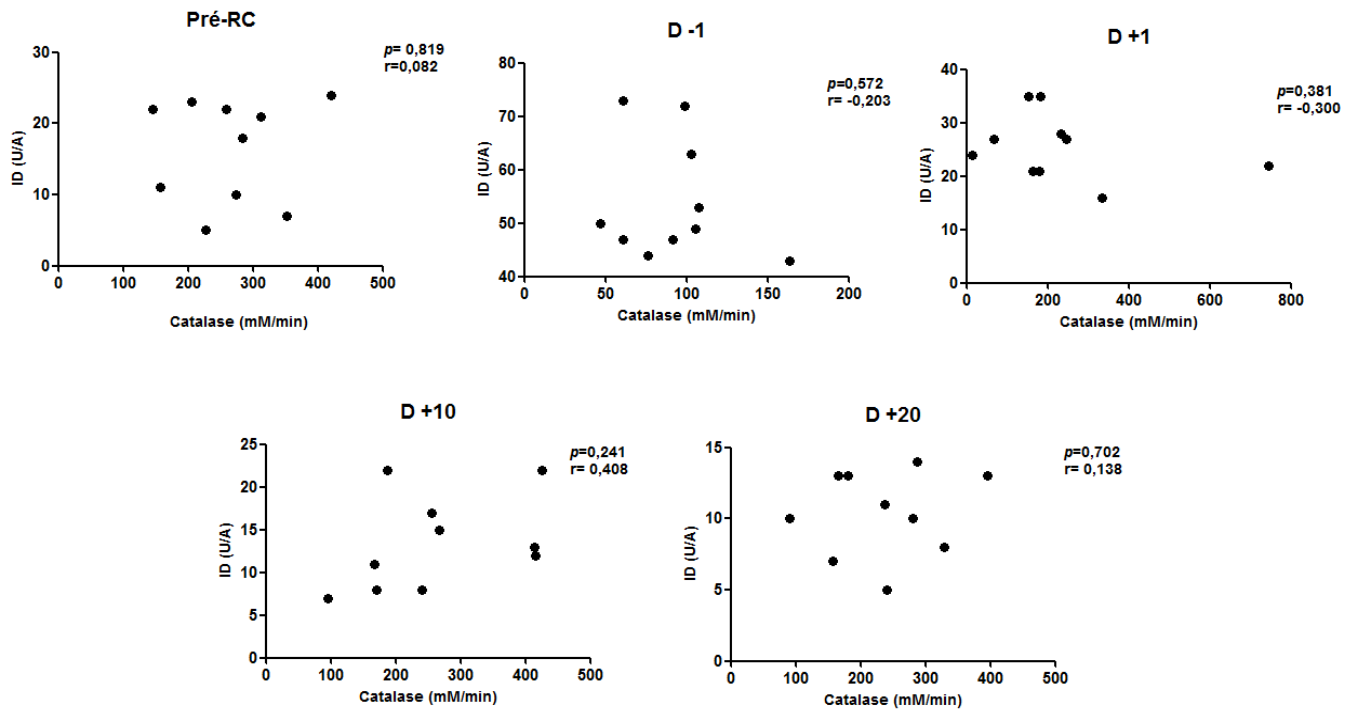 Pré-RC
p= 0,819
r=0,082
30
20
10
0
ID (U/A)
0 100 200 300 400 500
Catalase (mM/min)
D -1
p=0,572
r= -0,203
80
70
60
50
40
ID (U/A)
0 50 100 150 200
Catalase (mM/min)
D +1
p=0,381
r= -0,300
40
30
20
10
0
ID (U/A)
0 200 400 600 800
Catalase (mM/min)
D +10
p=0,241
r= 0,408
25
20
15
10
5
0
ID (U/A)
0 100 200 300 400 500
Catalase (mM/min)
D +20
p=0,702
r= 0,138
15
10
5
0
ID (U/A)
0 100 200 300 400 500
Catalase (mM/min)